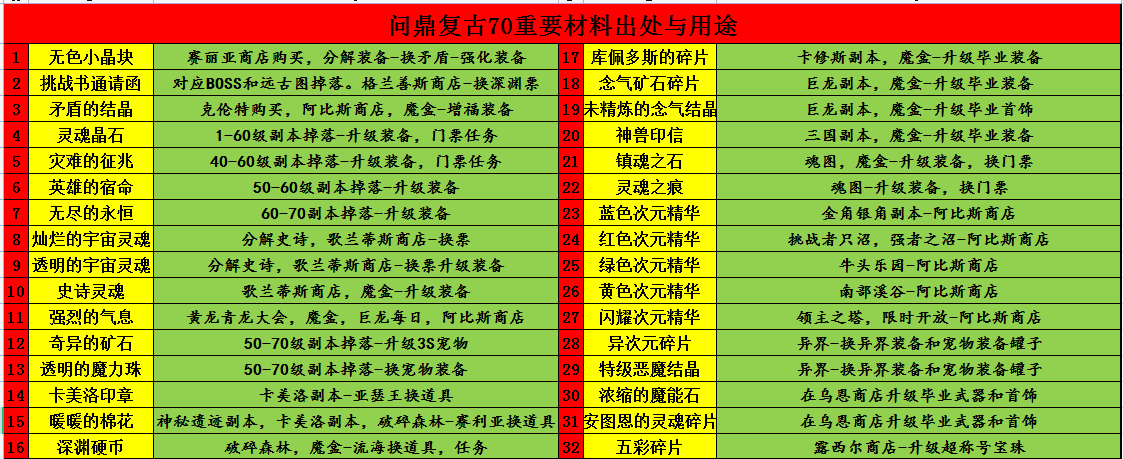 问鼎复古70重要材料出处与用途
1 无色小晶块 赛丽亚商店购买，分解装备-换矛盾-强化装备
2 挑战书通请函 对应BOSS和远古图掉落。格兰善斯商店-换深渊票
3 矛盾的结晶 克伦特购买，阿比斯商店，魔盒-增福装备
4 灵魂晶石 1-60级副本掉落-升级装备，门票任务
5 灾难的征兆 40-60级副本掉落-升级装备，门票任务
6 英雄的宿命 50-60级副本掉落-升级装备
7 无尽的永恒 60-70副本掉落-升级装备
8 灿烂的宇宙灵魂 分解史诗，歌兰蒂斯商店-换票
9 透明的宇宙灵魂 分解史诗，歌兰蒂斯商店-换票升级装备
10 史诗灵魂 歌兰蒂斯商店，魔盒-升级装备
11 强烈的气息 黄龙青龙大会，魔盒，巨龙每日，阿比斯商店
12 奇异的矿石 50-70级副本掉落-升级3S宠物
13 透明的魔力珠 50-70级副本掉落-换宠物装备
14 卡美洛印章 卡美洛副本-亚瑟王换道具
15 暖暖的棉花 神秘遗迹副本，卡美洛副本，破碎森林-赛利亚换道具
16 深渊硬币 破碎森林，魔盒-流海换道具，任务
17 库佩多斯的碎片 卡修斯副本，魔盒-升级毕业装备
18 念气矿石碎片 巨龙副本，魔盒-升级毕业装备
19 未精炼的念气结晶 巨龙副本，魔盒-升级毕业首饰
20 神兽印信 三国副本，魔盒-升级毕业装备
21 镇魂之石 魂图，魔盒-升级装备，换门票
22 灵魂之痕 魂图-升级装备，换门票
23 蓝色次元精华 金角银角副本-阿比斯商店
24 红色次元精华 挑战者只沼，强者之沼-阿比斯商店
25 绿色次元精华 牛头乐园-阿比斯商店
26 黄色次元精华 南部溪谷-阿比斯商店
27 闪耀次元精华 领主之塔，限时开放-阿比斯商店
28 异次元碎片 异界-换异界装备和宠物装备罐子
29 特级恶魔结晶 异界-换异界装备和宠物装备罐子
30 浓缩的魔能石 在乌恩商店升级毕业武器和首饰
31 安图恩的灵魂碎片 在乌恩商店升级毕业武器和首饰
32 五彩碎片 露西尔商店-升级超称号宝珠